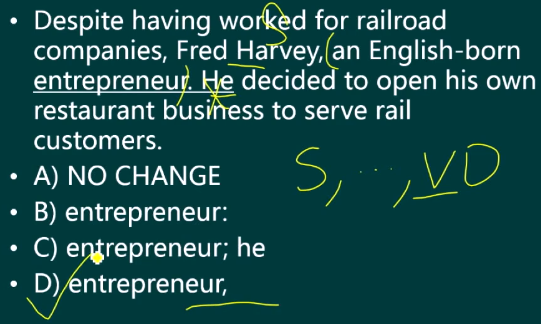 • Despite having worked for railroad
companies, Fred Harvey, an English-born
entrepreneur. He decided to open his own
restaurant business to serve rail
customers.
• A) NO CHANGE
• B) entrepreneur:
• C) entrepreneur; he
• D) entrepreneur,
S
S, ..., VO